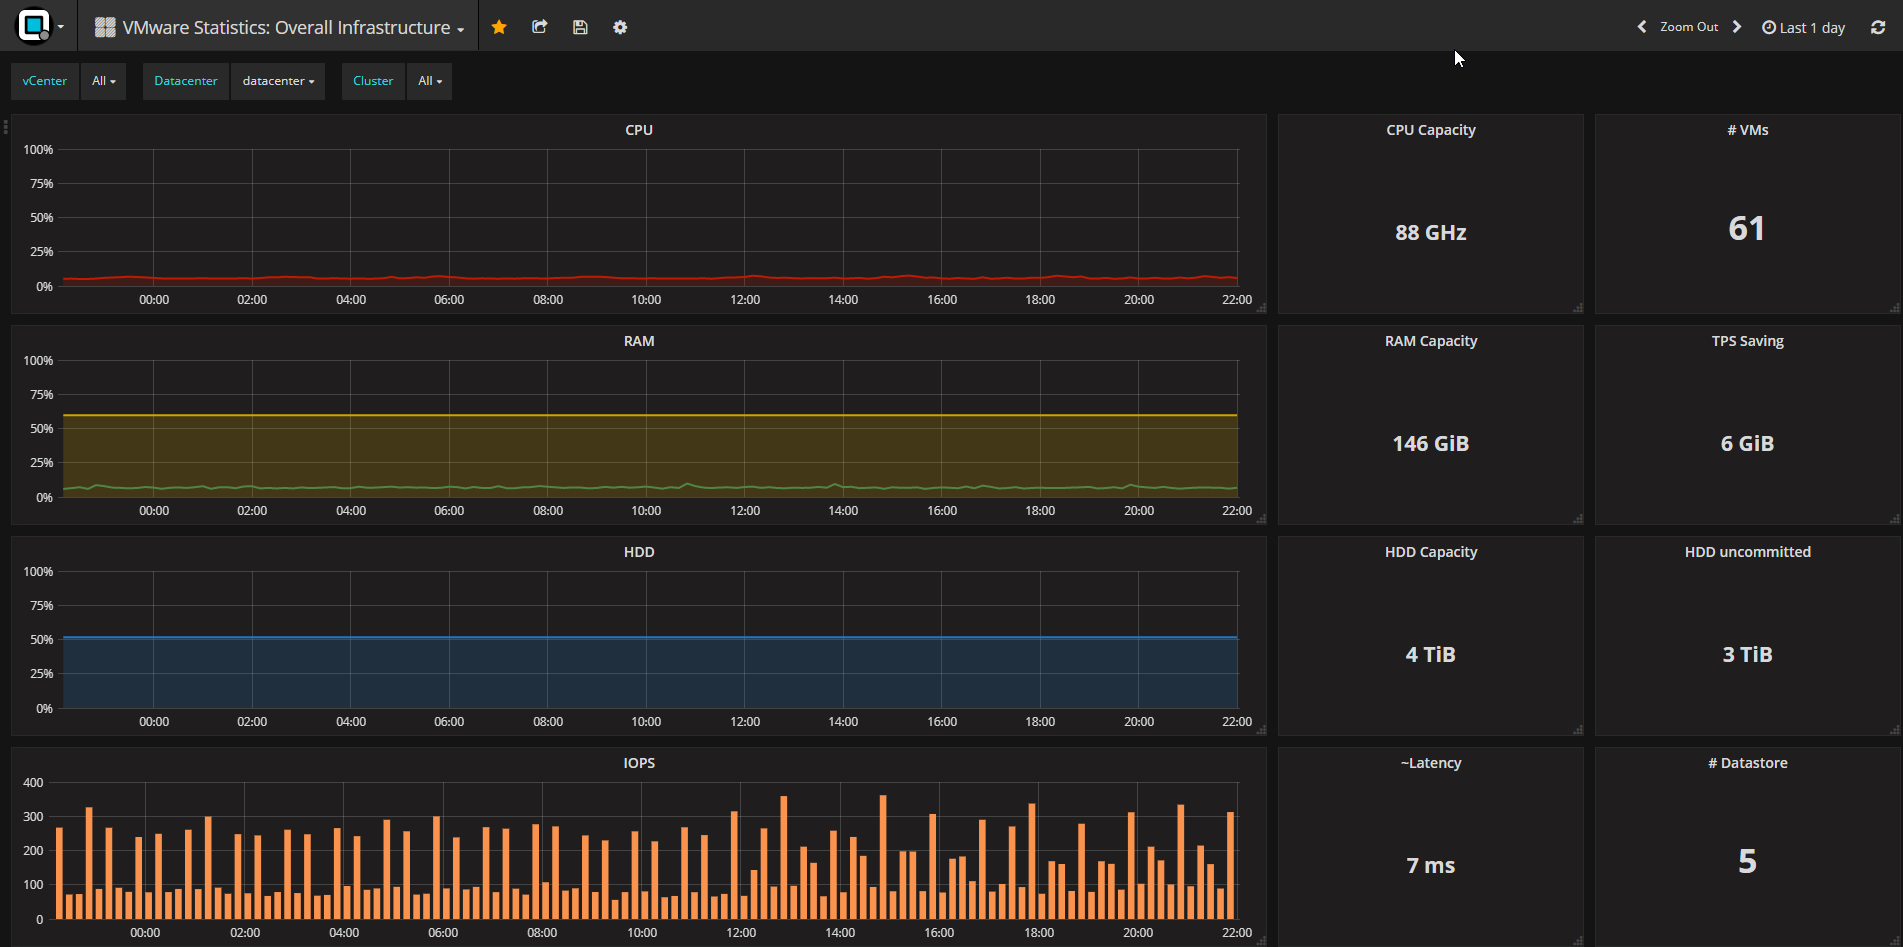 VMware Statistics: Overall Infrastructure
Zoom Out
Last 1 day
vCenter All Datacenter datacenter Cluster All
CPU
100%
75%
50%
25%
0%
00:00 02:00 04:00 06:00 08:00 10:00 12:00 14:00 16:00 18:00 20:00 22:00
CPU Capacity
88 GHz
# VMs
61
RAM
100%
75%
50%
25%
0%
00:00 02:00 04:00 06:00 08:00 10:00 12:00 14:00 16:00 18:00 20:00 22:00
RAM Capacity
146 GiB
TPS Saving
6 GiB
HDD
100%
75%
50%
25%
0%
00:00 02:00 04:00 06:00 08:00 10:00 12:00 14:00 16:00 18:00 20:00 22:00
HDD Capacity
4 TiB
HDD uncommitted
3 TiB
IOPS
400
300
200
100
0
00:00 02:00 04:00 06:00 08:00 10:00 12:00 14:00 16:00 18:00 20:00 22:00
~Latency
7 ms
# Datastore
5